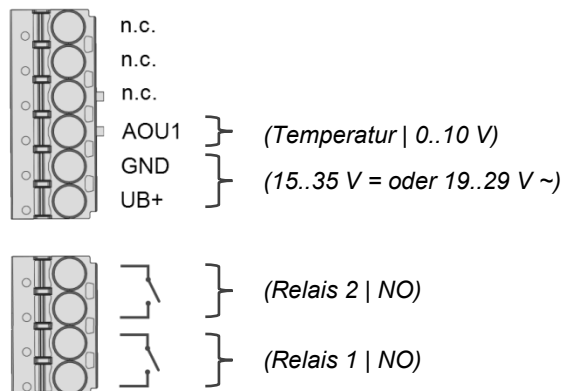 n.c.
n.c.
n.c.
AOU1 (Temperatur | 0..10 V)
GND
(15..35 V = oder 19..29 V ~)
UB+
(Relais 2 | NO)
(Relais 1 | NO)